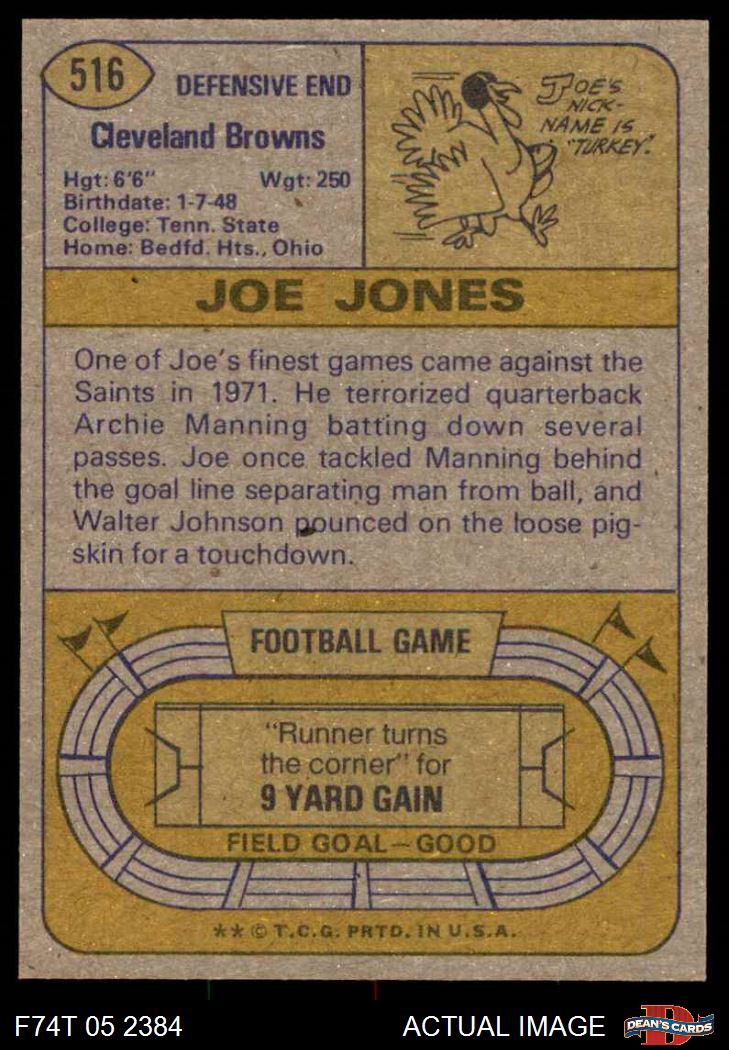 516
DEFENSIVE END
Cleveland Browns
Hgt: 6'6" Wgt: 250
Birthdate: 1-7-48
College: Tenn. State
Home: Bedfd. Hts., Ohio
JOE'S
NICK-
NAME IS
"TURKEY".
JOE JONES
One of Joe's finest games came against the
Saints in 1971. He terrorized quarterback
Archie Manning batting down several
passes. Joe once tackled Manning behind
the goal line separating man from ball, and
Walter Johnson pounced on the loose pig-
skin for a touchdown.
FOOTBALL GAME
"Runner turns
the corner" for
9 YARD GAIN
FIELD GOAL—GOOD
** © T.C.G. PRTD. IN U.S.A.
F74T 05 2384 ACTUAL IMAGE
D
DEAN'S CARDS